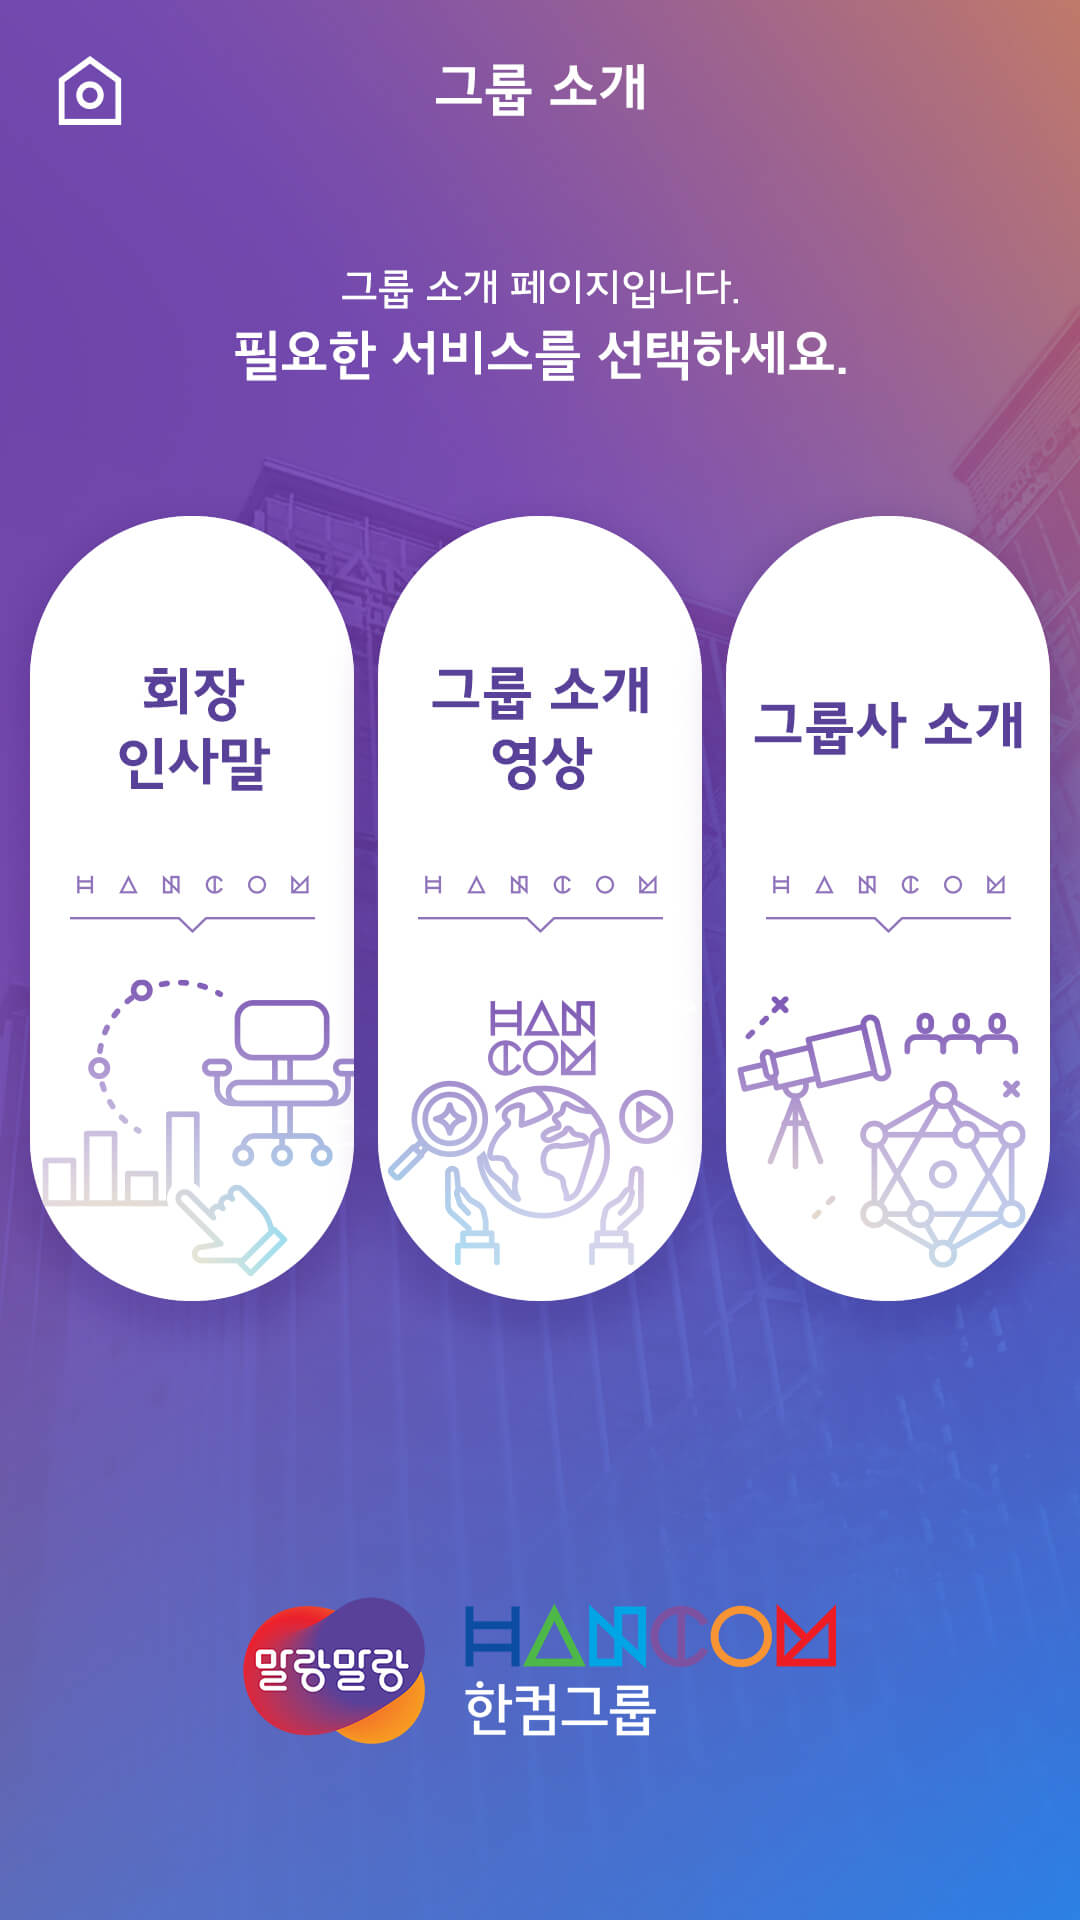 그룹 소개
그룹 소개 페이지입니다.
필요한 서비스를 선택하세요.
회장
인사말
HANCOM
그룹 소개
영상
HANCOM
HAN
COM
그룹사 소개
HANCOM
말랑말랑
HANCOM
한컴그룹